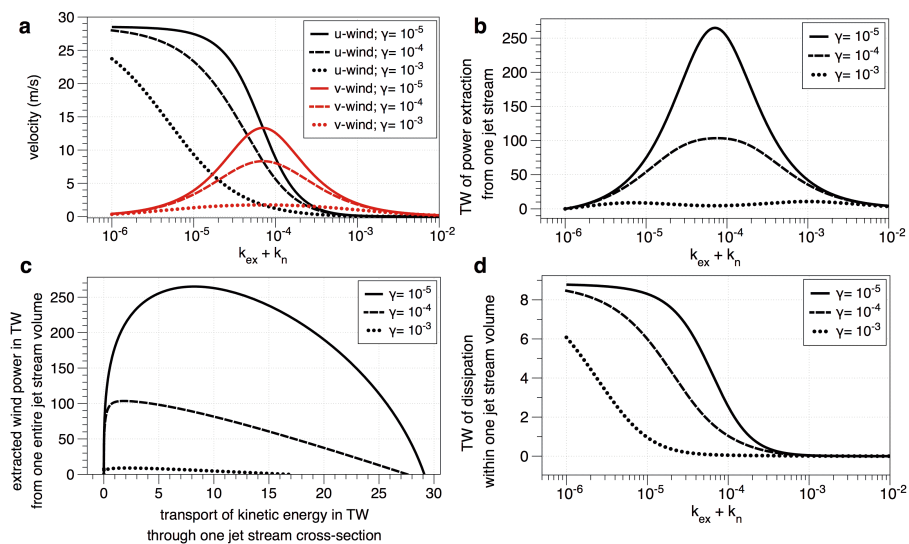 a
velocity (m/s)
30
25
20
15
10
5
0
u-wind; γ= 10^-5
u-wind; γ= 10^-4
u-wind; γ= 10^-3
v-wind; γ= 10^-5
v-wind; γ= 10^-4
v-wind; γ= 10^-3
10^-6 10^-5 10^-4 10^-3 10^-2
k_ex + k_n
b
TW of power extraction
from one jet stream
250
200
150
100
50
0
γ= 10^-5
γ= 10^-4
γ= 10^-3
10^-6 10^-5 10^-4 10^-3 10^-2
k_ex + k_n
c
extracted wind power in TW
from one entire jet stream volume
250
200
150
100
50
0
γ= 10^-5
γ= 10^-4
γ= 10^-3
0 5 10 15 20 25 30
transport of kinetic energy in TW
through one jet stream cross-section
d
TW of dissipation
within one jet stream volume
8
6
4
2
0
γ= 10^-5
γ= 10^-4
γ= 10^-3
10^-6 10^-5 10^-4 10^-3 10^-2
k_ex + k_n